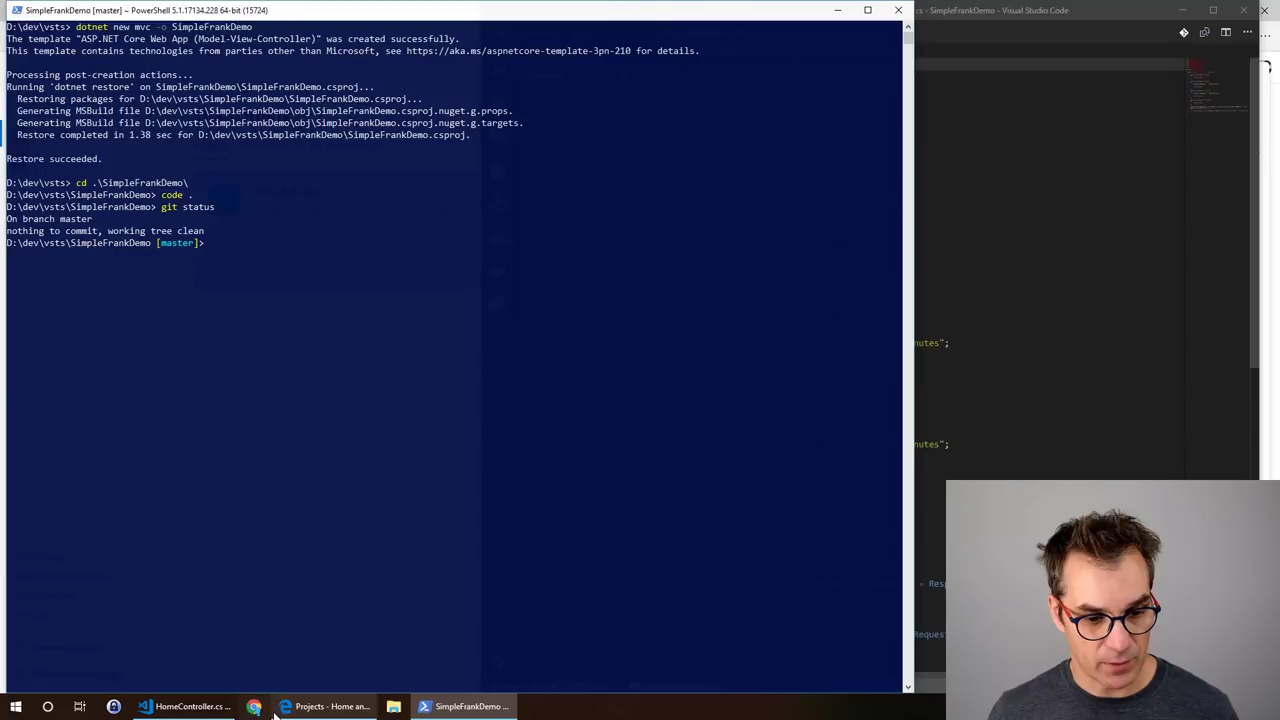 SimpleFrankDemo [master] ~ PowerShell 5.1.17134.228 64-bit (15724)
cs - SimpleFrankDemo - Visual Studio Code
D:\dev\vsts> dotnet new mvc -o SimpleFrankDemo
The template "ASP.NET Core Web App (Model-View-Controller)" was created successfully.
This template contains technologies from parties other than Microsoft, see https://aka.ms/aspnetcore-template-3pn-210 for details.
Processing post-creation actions...
Running 'dotnet restore' on SimpleFrankDemo\SimpleFrankDemo.csproj...
Restoring packages for D:\dev\vsts\SimpleFrankDemo\SimpleFrankDemo.csproj...
Generating MSBuild file D:\dev\vsts\SimpleFrankDemo\obj\SimpleFrankDemo.csproj.nuget.g.props.
Generating MSBuild file D:\dev\vsts\SimpleFrankDemo\obj\SimpleFrankDemo.csproj.nuget.g.targets.
Restore completed in 1.38 sec for D:\dev\vsts\SimpleFrankDemo\SimpleFrankDemo.csproj.
Restore succeeded.
D:\dev\vsts> cd .\SimpleFrankDemo\
D:\dev\vsts\SimpleFrankDemo> code .
D:\dev\vsts\SimpleFrankDemo> git status
On branch master
nothing to commit, working tree clean
D:\dev\vsts\SimpleFrankDemo [master]>
nutes";
nutes";
= Resp
Request
HomeController.cs ...
Projects - Home an...
SimpleFrankDemo ...